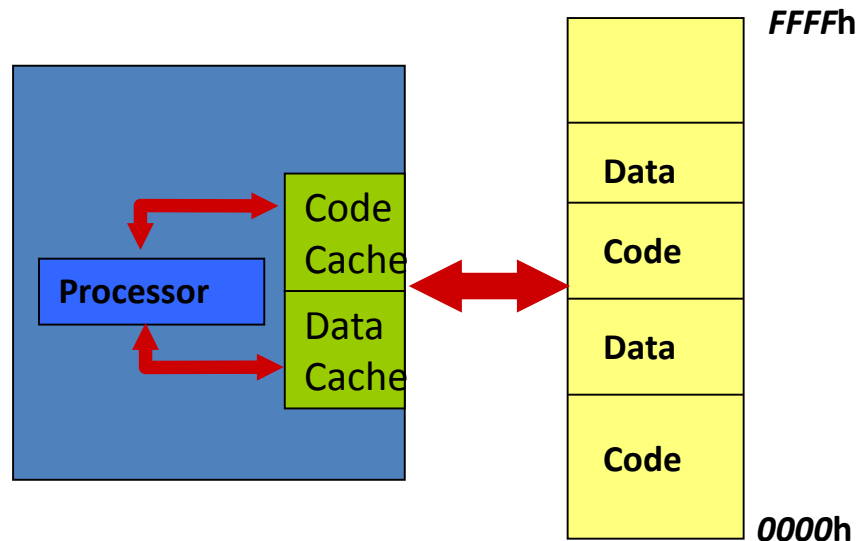 FFFFh
Code
Cache
Processor
Data
Cache
Data
Code
Data
Code
0000h